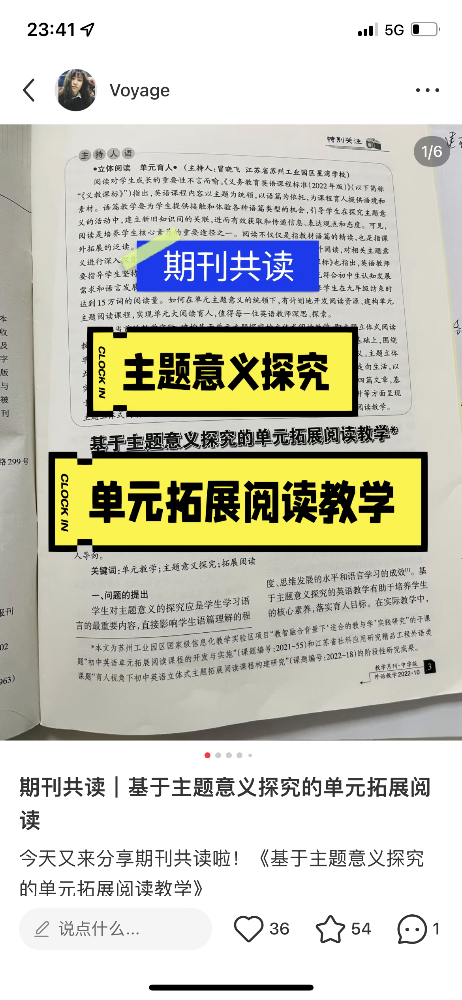 23:41
5G
Voyage
1/6
特别关注
主持人语
•立体阅读 单元育人•（主持人:冒晓飞 江苏省苏州工业园区星湾学校）
阅读对学生成长的重要性不言而喻。《义务教育英语课程标准(2022年版)》(以下简称
“《义教课标》”)指出,英语课程内容以主题为统领,以语篇为依托,为课程育人提供语境和
素材。语篇教学要为学生提供接触和体验各种语篇类型的机会,引导学生在探究主题意
义的活动中,建立新旧知识间的关联,进而有效获取和传递信息、表达观点和态度。可见,
阅读是培养学生核心素养的重要途径之一。阅读不仅仅是指教材语篇的精读,也是指课
外拓展的泛读。
外阅读,对相关主题意
义进行深入探究
标》也指出,英语教师
要指导学生坚持
符合初中生认知发展
需求和语言发展
学生在九年级结束时
期刊共读
达到15万词的阅读量。如何在单元主题意义的统领下,有计划地开发阅读资源、建构单元
主题阅读课程,实现单元大阅读育人,值得每一位英语教师深思、探索。
立体式阅读
基础上,围绕
义。主题立体
走向生活,以
四篇文章,基
升等方面呈现
阅读教学。
CLOCK IN
主题意义探究
基于主题意义探究的单元拓展阅读教学*
CLOCK IN
单元拓展阅读教学
人导向。
关键词:单元教学;主题意义探究;拓展阅读
一、问题的提出
学生对主题意义的探究应是学生学习语
言的最重要内容,直接影响学生语篇理解的程
度、思维发展的水平和语言学习的成效[1]。基
于主题意义探究的英语教学有助于培养学生
的核心素养,落实育人目标。在实际教学中,
*本文为苏州工业园区国家级信息化教学实验区项目“教智融合背景下‘适合的教与学’实践研究”的子课
题“初中英语单元拓展阅读课程的开发与实施”(课题编号:2021-55)和江苏省社科应用研究精品工程外语类
课题“育人视角下初中英语立体式主题拓展阅读课程构建研究”(课题编号:2022-18)的阶段性研究成果。
教学月刊·中学版
外语教学2022·10
3
本
收
及
字
版
与
被
刊
路299号
报刊
02
963)
期刊共读｜基于主题意义探究的单元拓展阅
读
今天又来分享期刊共读啦！《基于主题意义探究
的单元拓展阅读教学》
说点什么...
36
54
1